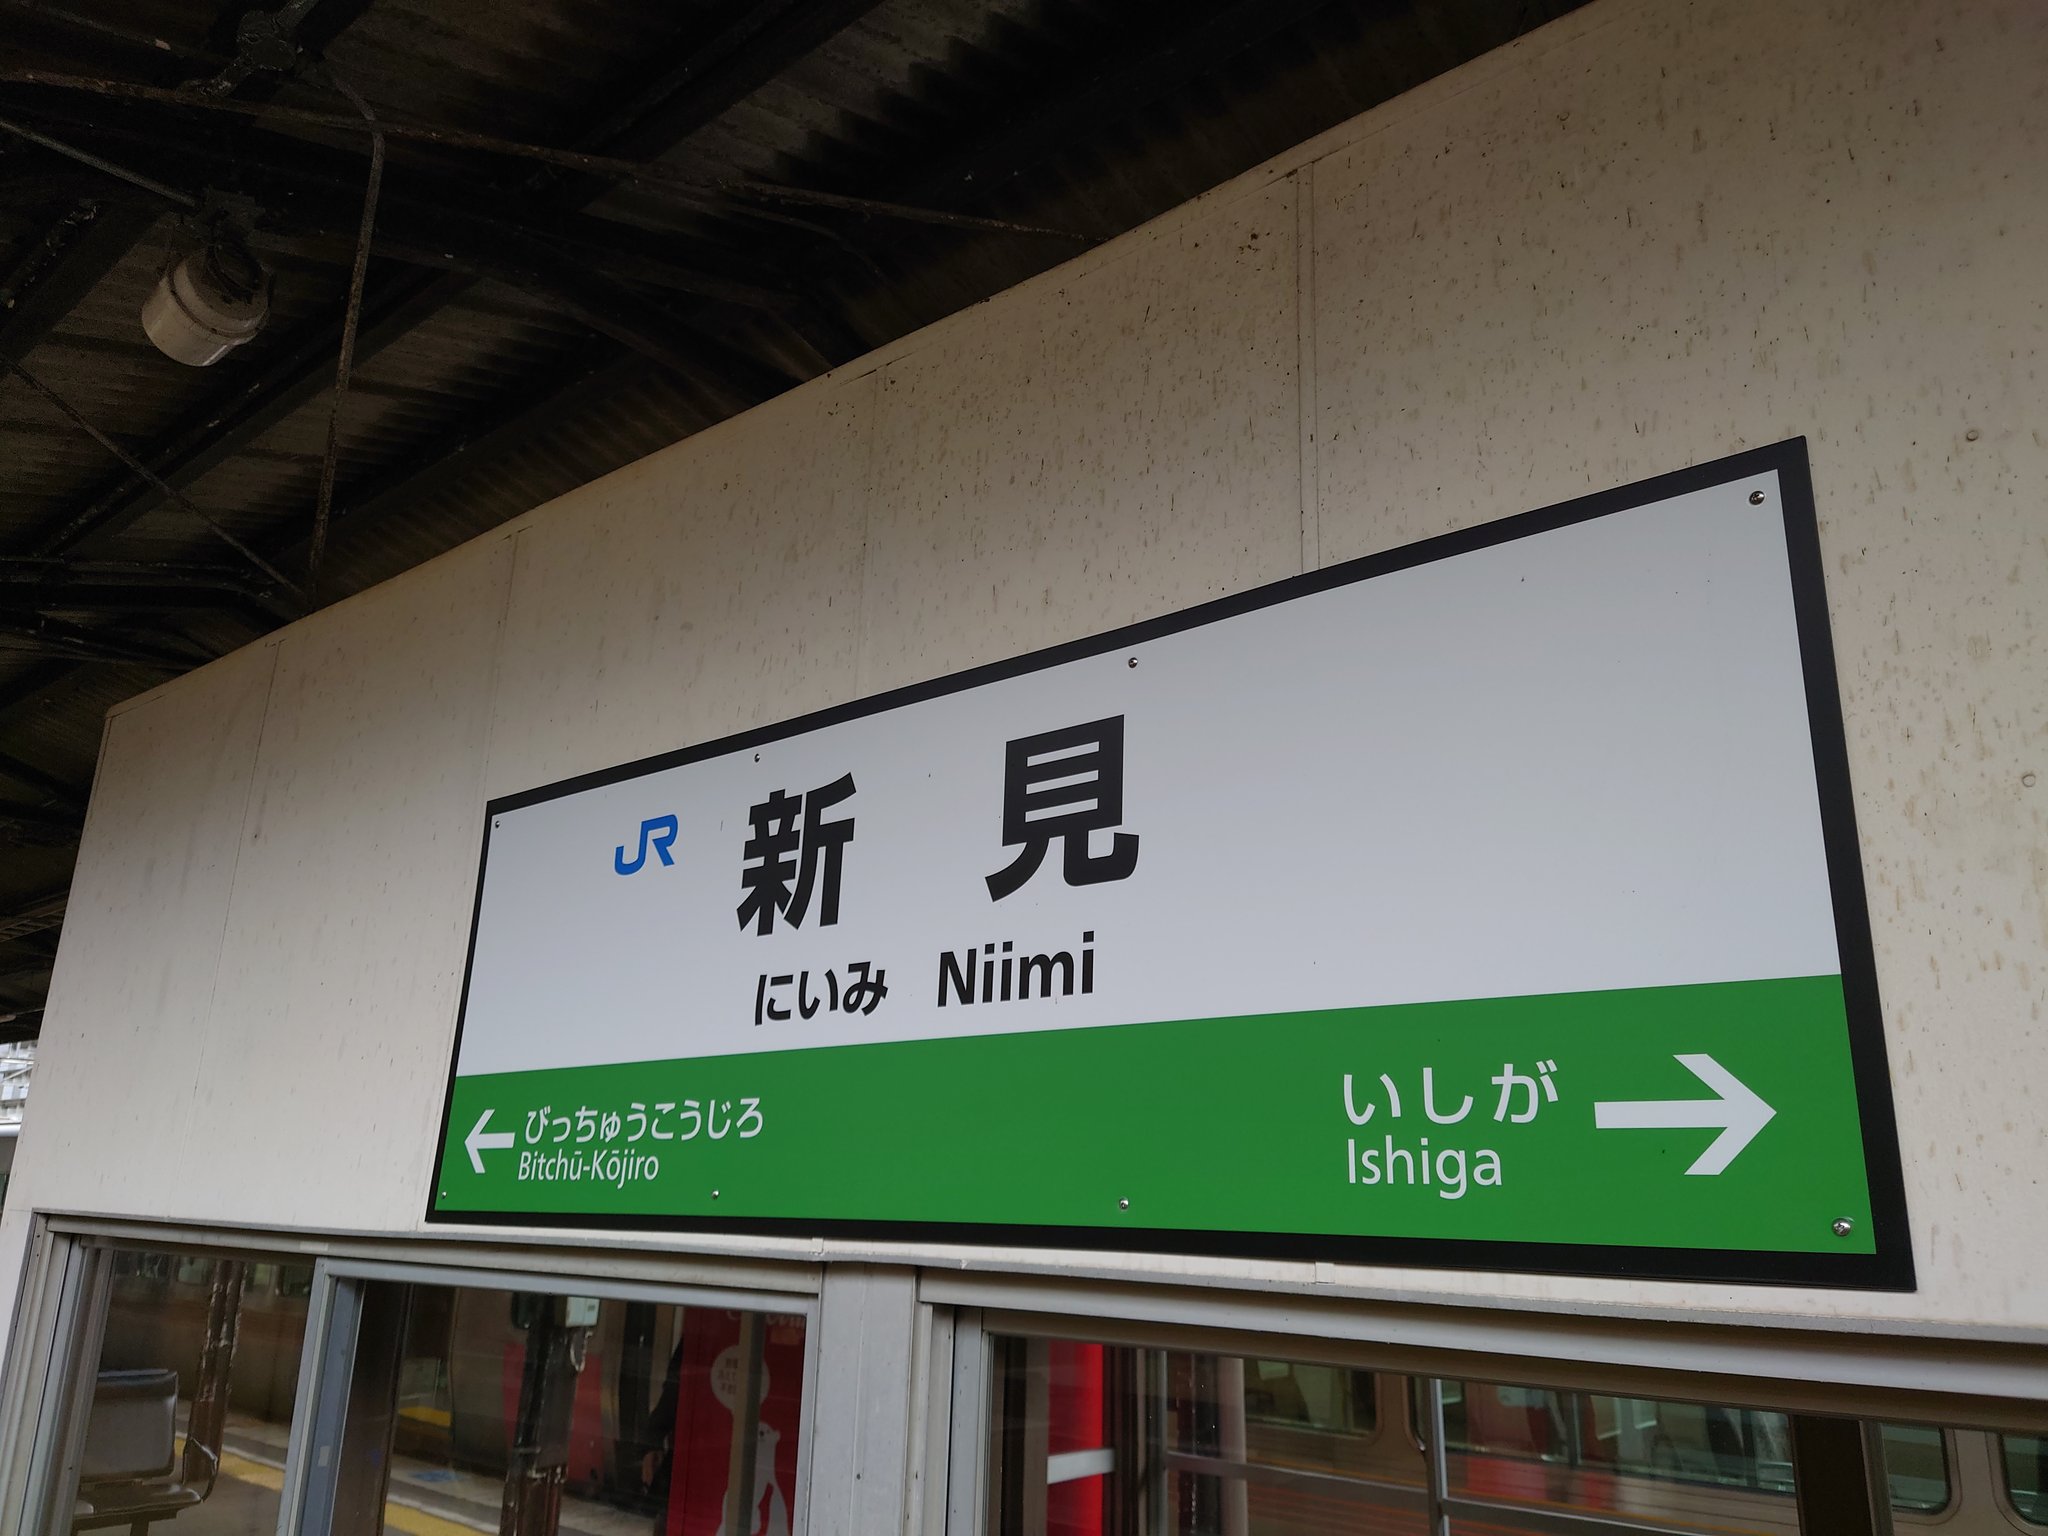 JR 新見
にいみ Niimi
びっちゅうこうじろ
Bitchū-Kōjiro
いしが
Ishiga